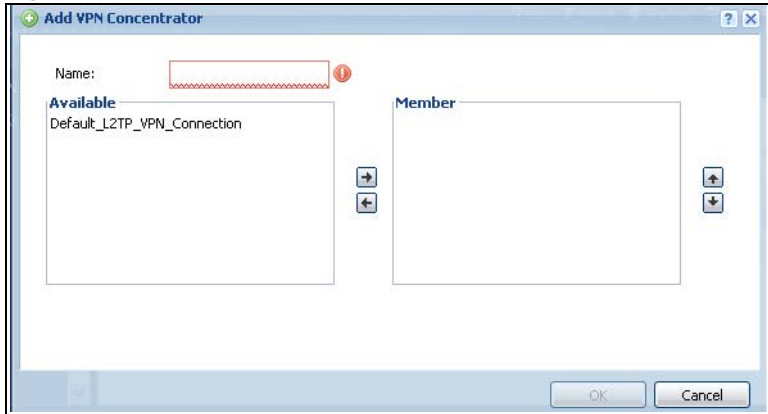 Add VPN Concentrator
Name:
Available
Member
Default_L2TP_VPN_Connection
OK
Cancel